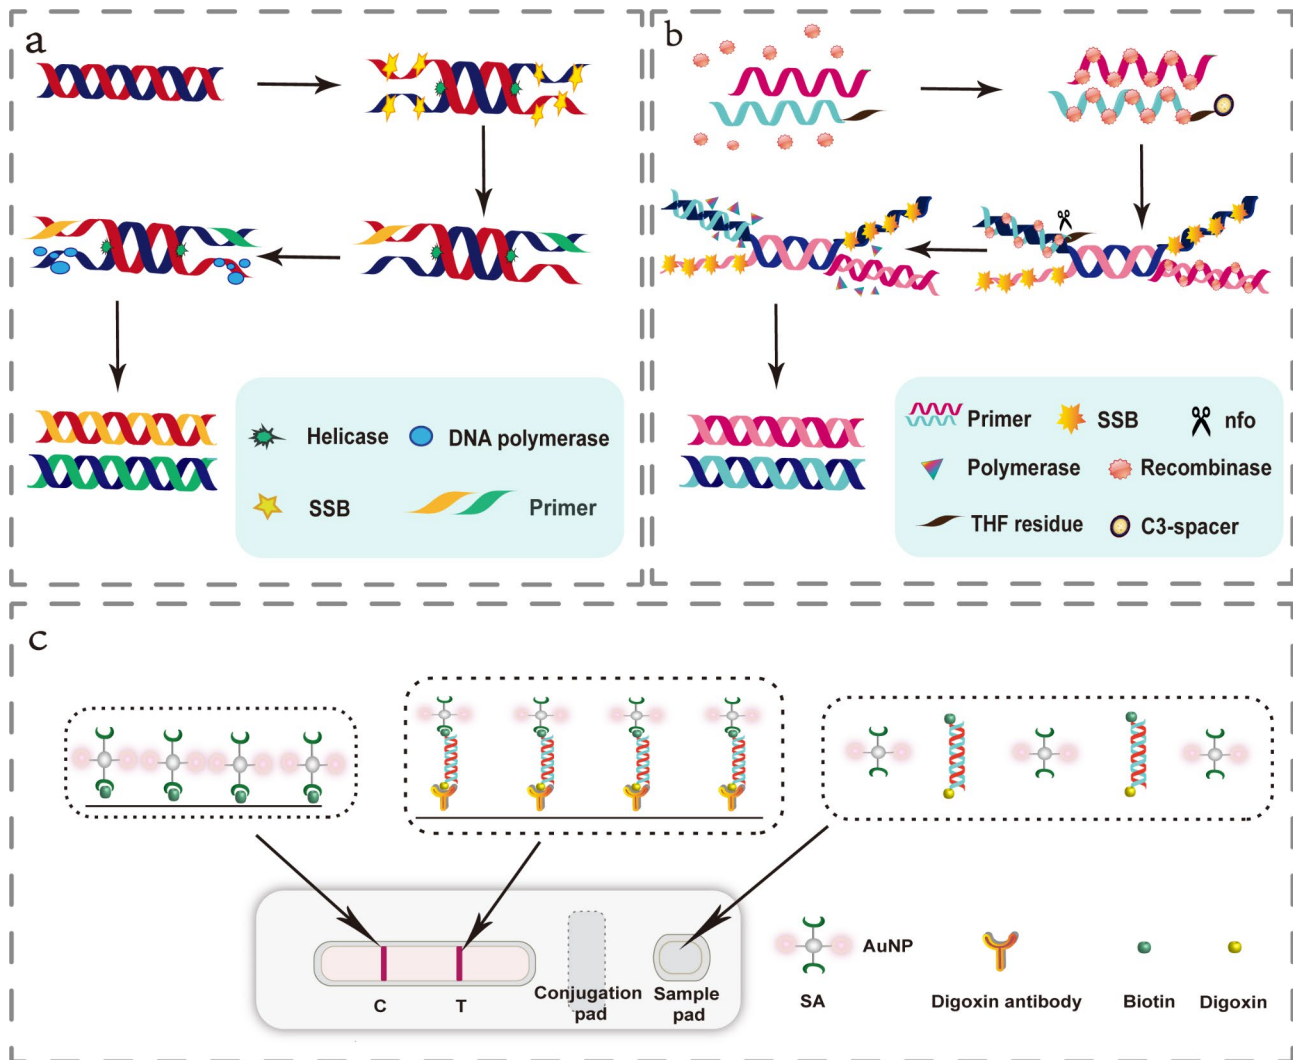 a
Helicase
DNA polymerase
SSB
Primer
b
Primer
SSB
nfo
Polymerase
Recombinase
THF residue
C3-spacer
c
C
T
Conjugation
pad
Sample
pad
AuNP
SA
Digoxin antibody
Biotin
Digoxin